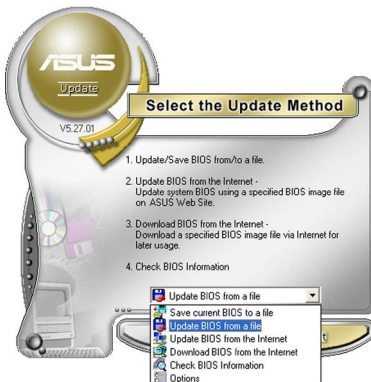 ASUS
Update
V5.27.01
Select the Update Method
1. Update/Save BIOS from/to a file.
2. Update BIOS from the Internet -
Update system BIOS using a specified BIOS image file
on ASUS Web Site.
3. Download BIOS from the Internet -
Download a specified BIOS image file via Internet for
later usage.
4. Check BIOS Information
Update BIOS from a file
Save current BIOS to a file
Update BIOS from a file
Update BIOS from the Internet
Download BIOS from the Internet
Check BIOS Information
Options